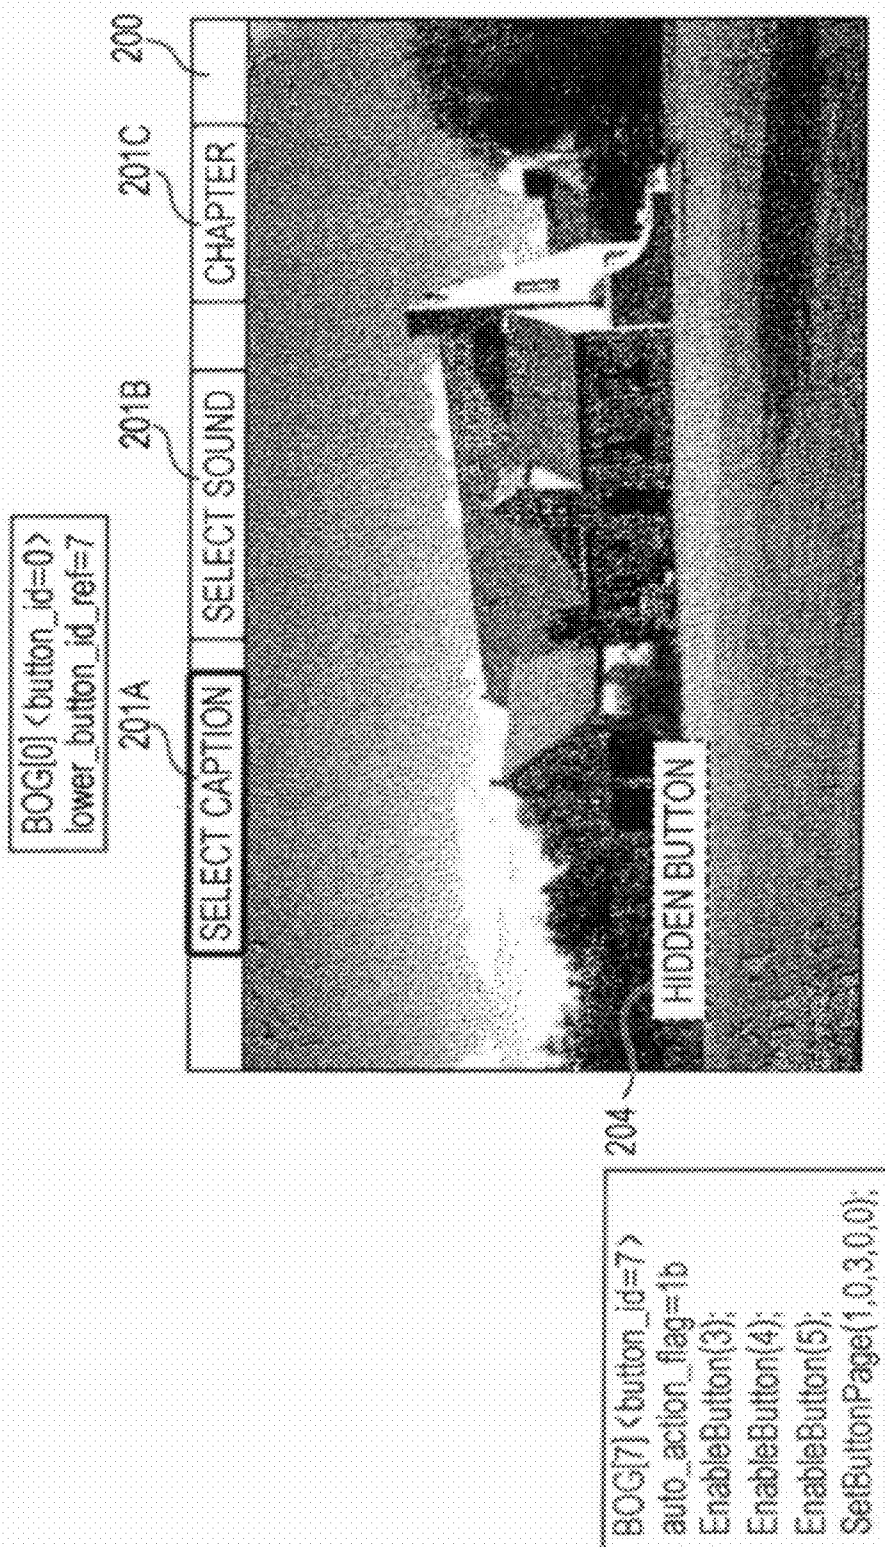 BOG[0]<button_id=0>
lower_button_id_ref=7
201A
201B
201C
200
SELECT CAPTION
SELECT SOUND
CHAPTER
HIDDEN BUTTON
204
BOG[7]<button_id=7>
auto_action_flag=1b
EnableButton(3);
EnableButton(4);
EnableButton(5);
SetButtonPage(1,0,3,0,0);